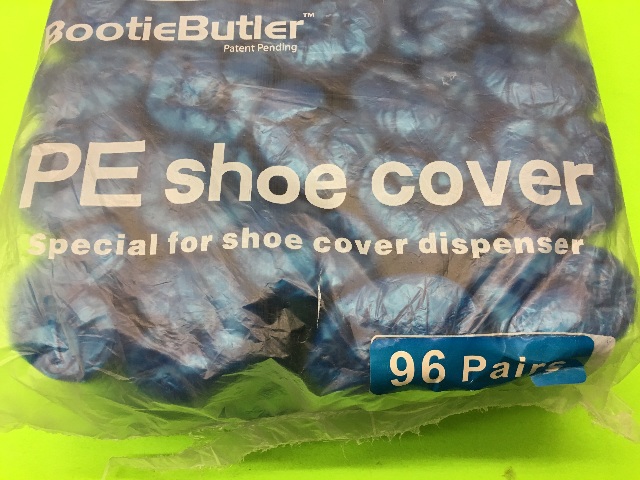 BootieButler™
Patent Pending
PE shoe cover
Special for shoe cover dispenser
96 Pairs